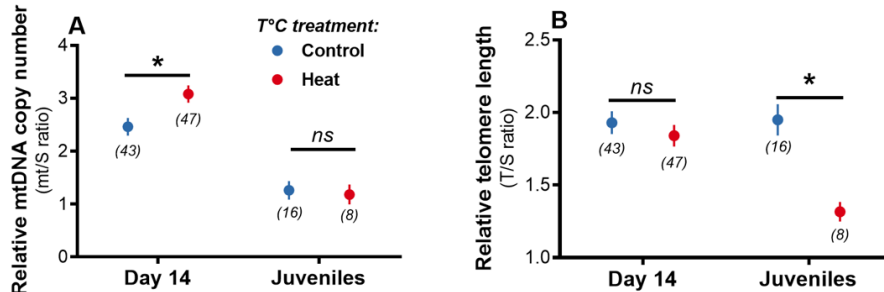 A
Relative mtDNA copy number
(mt/S ratio)
4
3
2
1
0
T°C treatment:
Control
Heat
*
(43)
(47)
ns
(16)
(8)
Day 14
Juveniles
B
Relative telomere length
(T/S ratio)
2.5
2.0
1.5
1.0
ns
(43)
(47)
*
(16)
(8)
Day 14
Juveniles